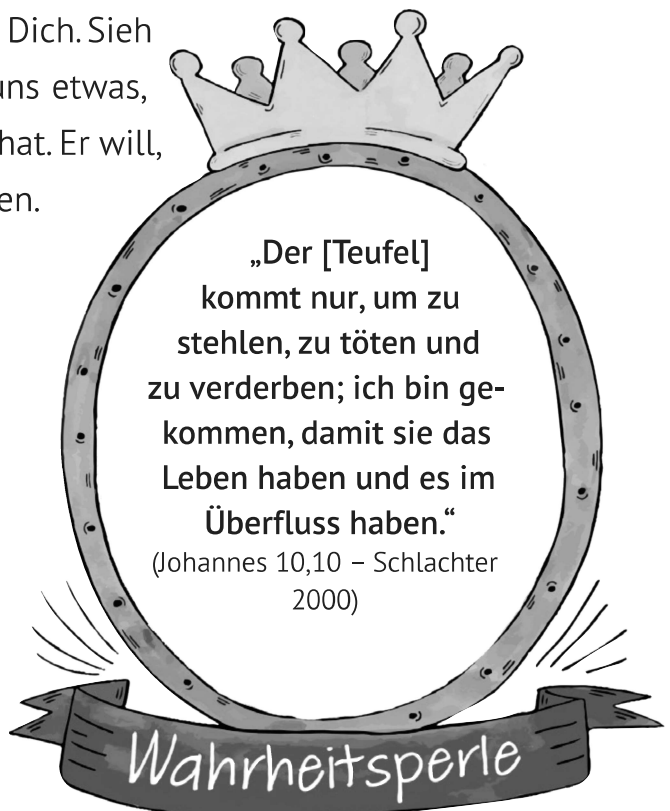 Dich. Sieh
uns etwas,
hat. Er will,
en.
„Der [Teufel]
kommt nur, um zu
stehlen, zu töten und
zu verderben; ich bin ge-
kommen, damit sie das
Leben haben und es im
Überfluss haben.“
(Johannes 10,10 – Schlachter
2000)
Wahrheitsperle